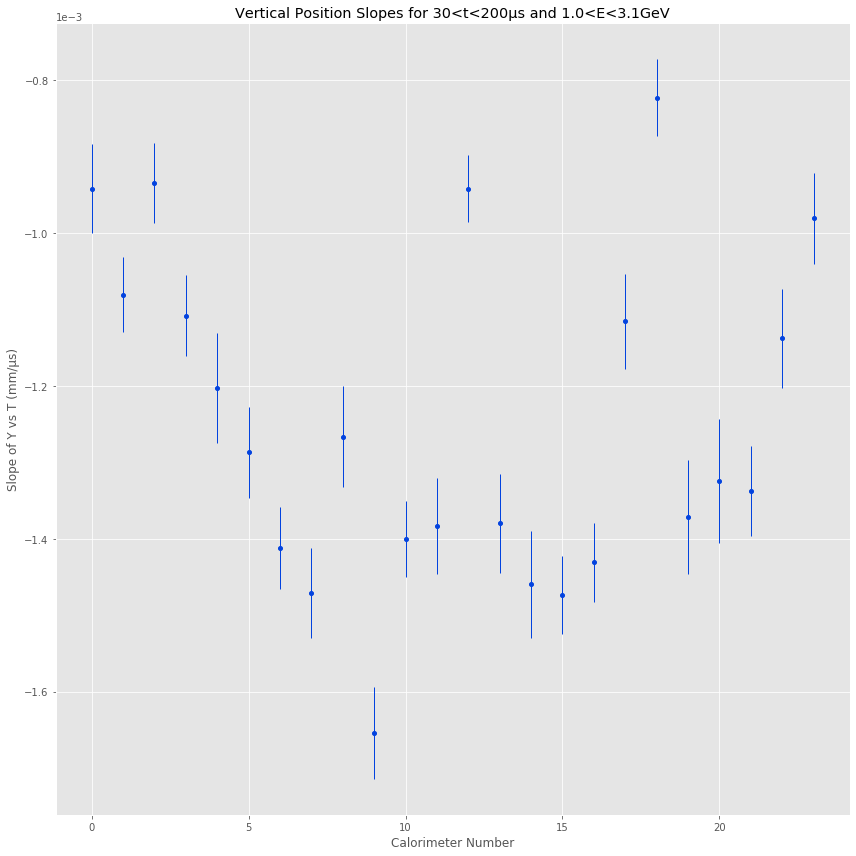 Vertical Position Slopes for 30<t<200μs and 1.0<E<3.1GeV
1e−3
−0.8
−1.0
−1.2
−1.4
−1.6
Slope of Y vs T (mm/μs)
0 5 10 15 20
Calorimeter Number